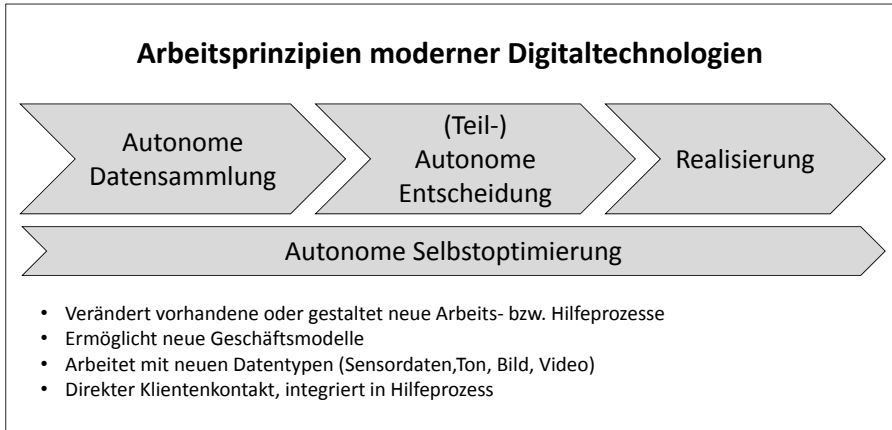 Arbeitsprinzipien moderner Digitaltechnologien
Autonome
Datensammlung
(Teil-)
Autonome
Entscheidung
Realisierung
Autonome Selbstoptimierung
• Verändert vorhandene oder gestaltet neue Arbeits- bzw. Hilfeprozesse
• Ermöglicht neue Geschäftsmodelle
• Arbeitet mit neuen Datentypen (Sensordaten,Ton, Bild, Video)
• Direkter Klientenkontakt, integriert in Hilfeprozess